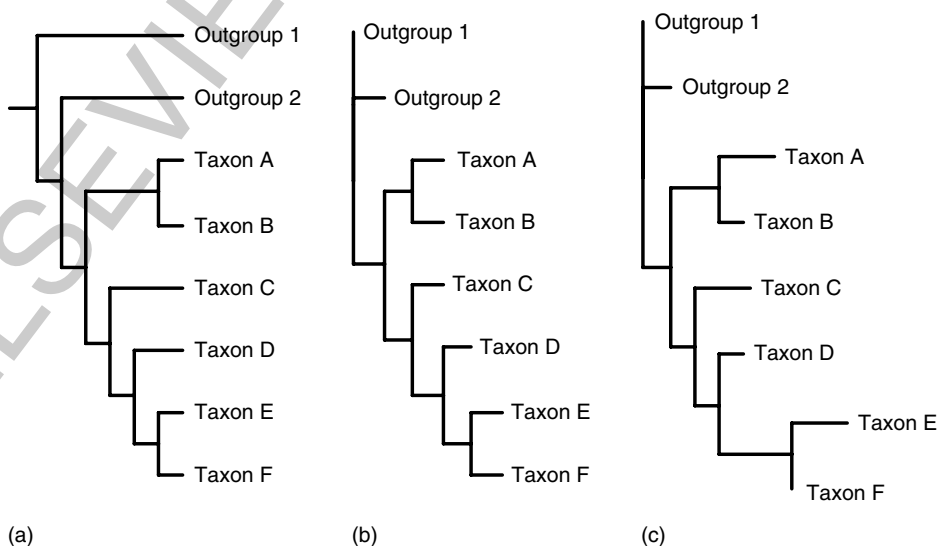 Outgroup 1
Outgroup 2
Taxon A
Taxon B
Taxon C
Taxon D
Taxon E
Taxon F
(a)
Outgroup 1
Outgroup 2
Taxon A
Taxon B
Taxon C
Taxon D
Taxon E
Taxon F
(b)
Outgroup 1
Outgroup 2
Taxon A
Taxon B
Taxon C
Taxon D
Taxon E
Taxon F
(c)
ELSEVIE